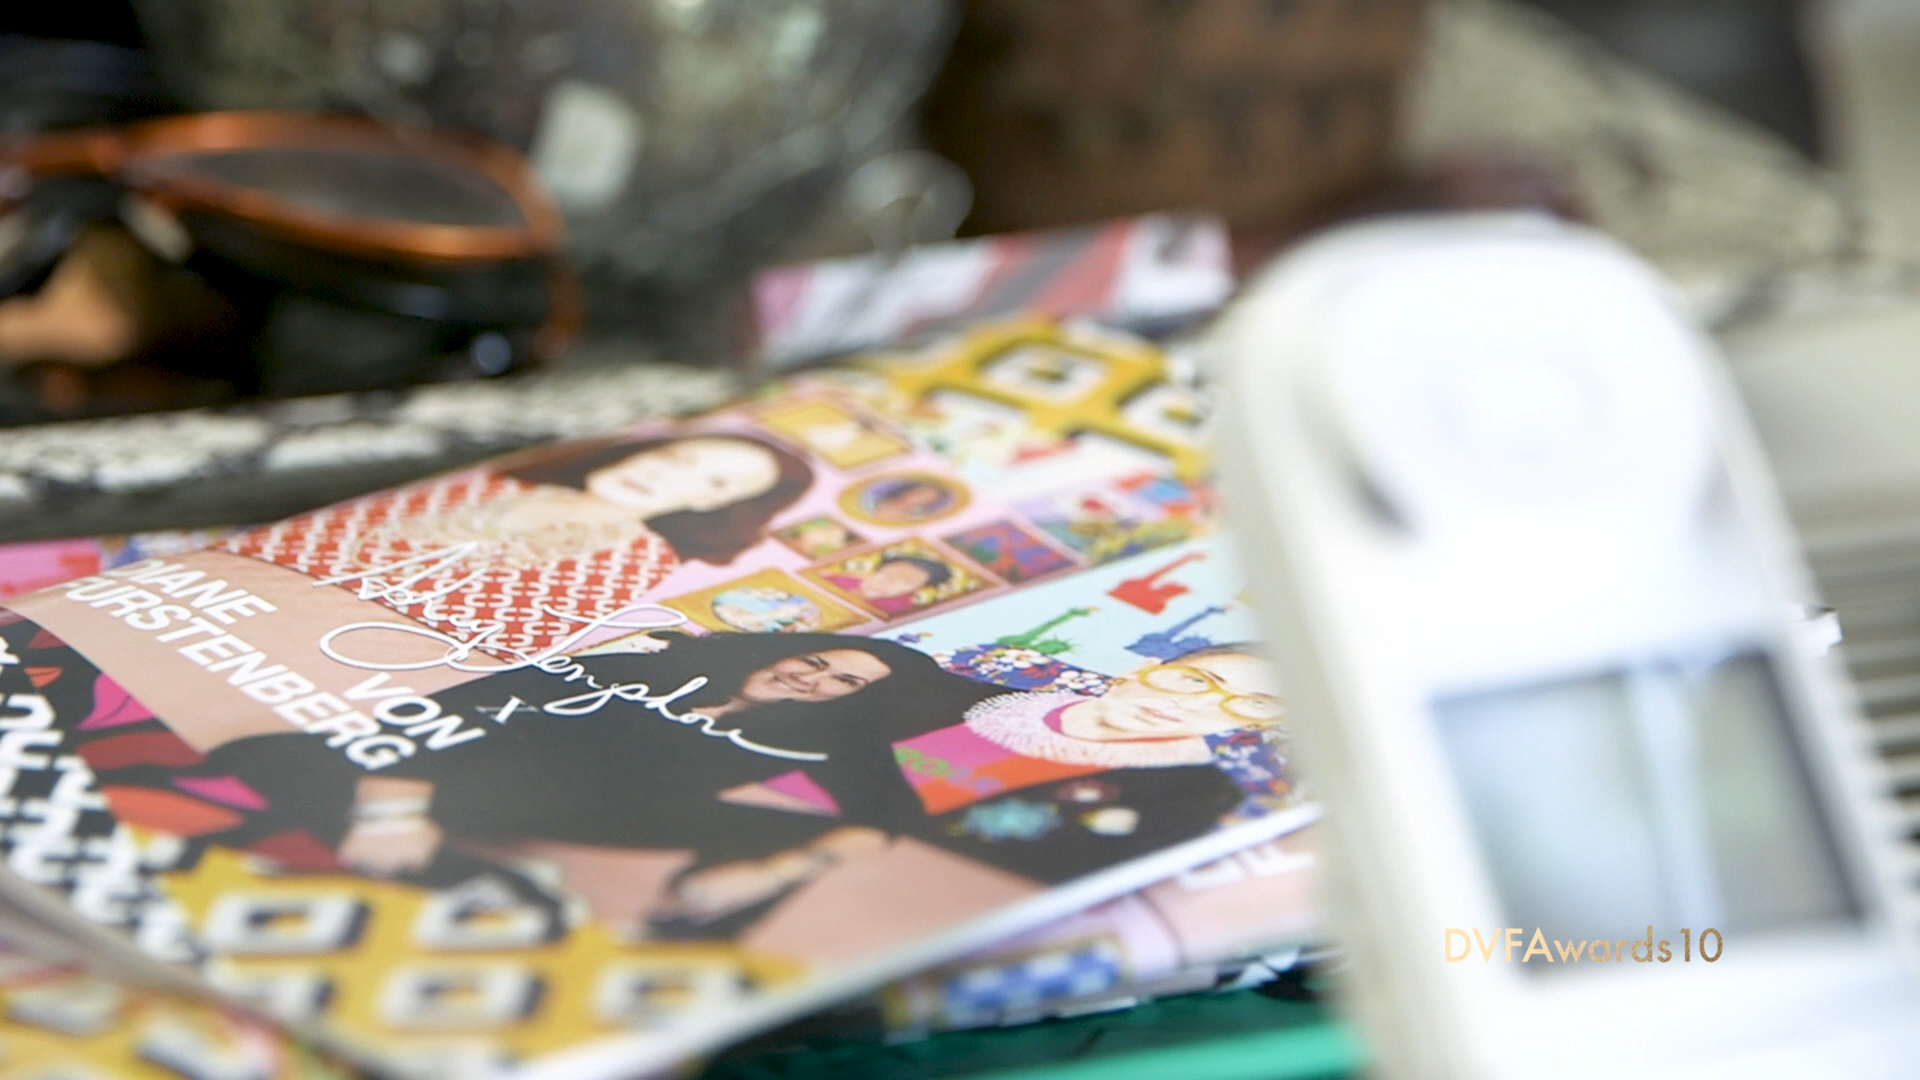 DIANE
VON
FURSTENBERG
X
Ashley Longshore
DVFAwards10